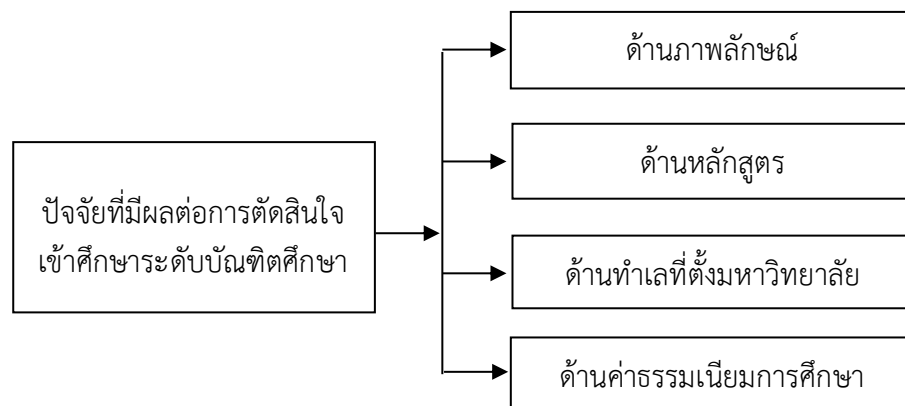 ด้านภาพลักษณ์
ด้านหลักสูตร
ปัจจัยที่มีผลต่อการตัดสินใจ
เข้าศึกษาระดับบัณฑิตศึกษา
ด้านทำเลที่ตั้งมหาวิทยาลัย
ด้านค่าธรรมเนียมการศึกษา